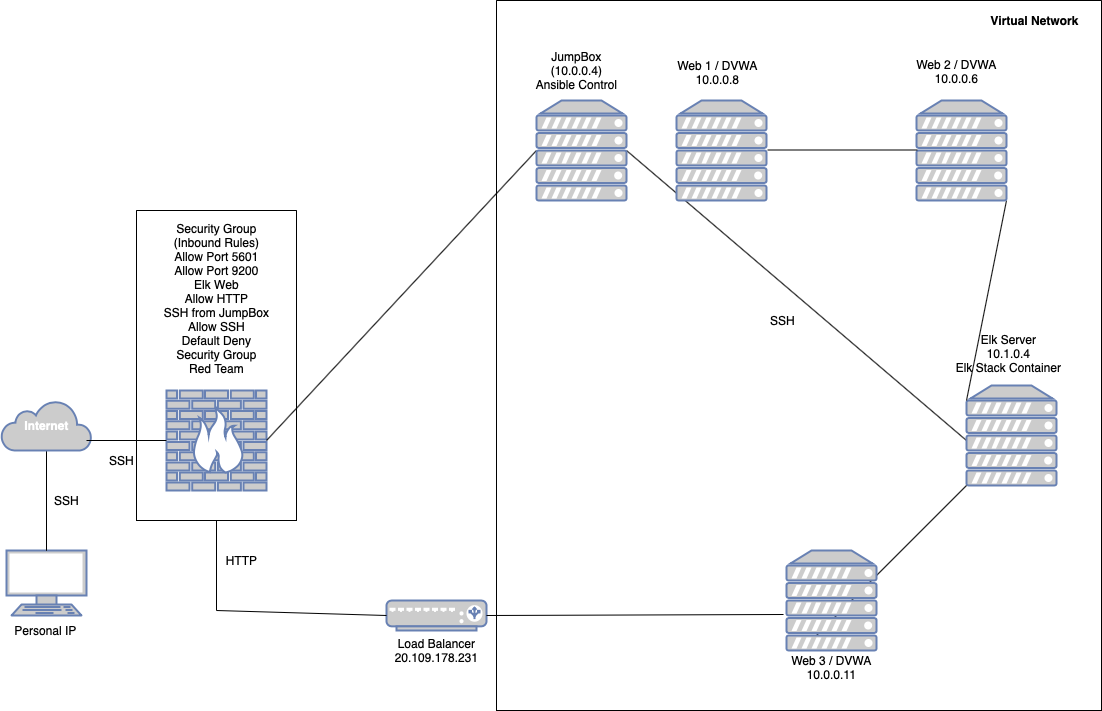 Virtual Network
JumpBox
(10.0.0.4)
Ansible Control
Web 1 / DVWA
10.0.0.8
Web 2 / DVWA
10.0.0.6
Security Group
(Inbound Rules)
Allow Port 5601
Allow Port 9200
Elk Web
Allow HTTP
SSH from JumpBox
Allow SSH
Default Deny
Security Group
Red Team
SSH
Elk Server
10.1.0.4
Elk Stack Container
Internet
SSH
SSH
HTTP
Personal IP
Load Balancer
20.109.178.231
Web 3 / DVWA
10.0.0.11